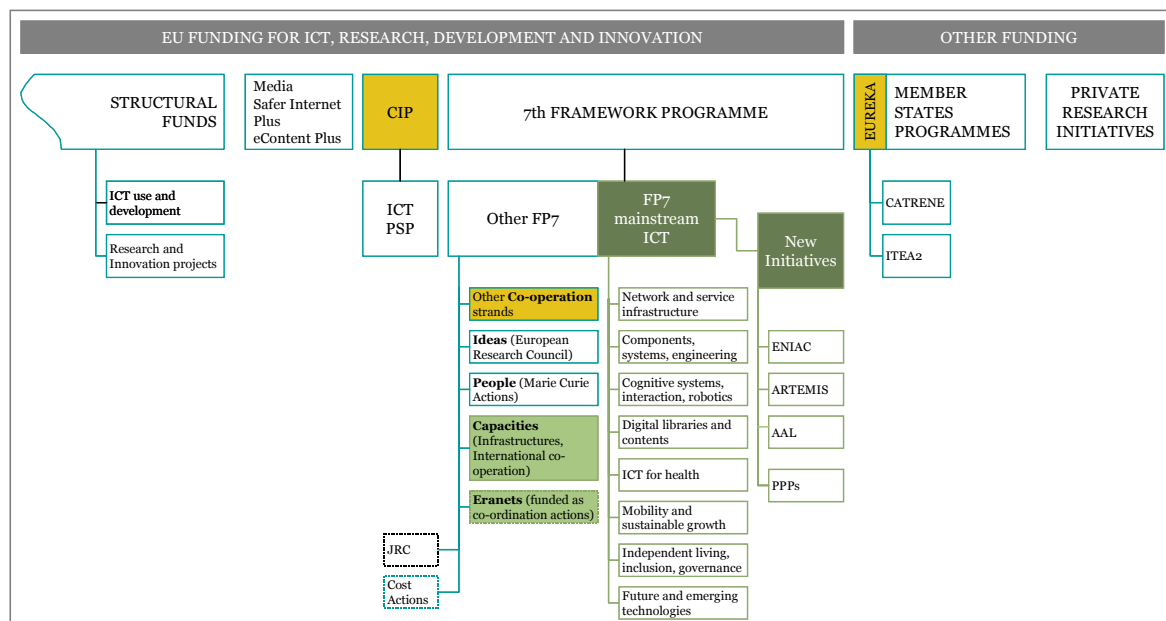 EU FUNDING FOR ICT, RESEARCH, DEVELOPMENT AND INNOVATION
OTHER FUNDING
STRUCTURAL
FUNDS
Media
Safer Internet
Plus
eContent Plus
CIP
7th FRAMEWORK PROGRAMME
EUREKA
MEMBER
STATES
PROGRAMMES
PRIVATE
RESEARCH
INITIATIVES
ICT use and
development
Research and
Innovation projects
ICT
PSP
Other FP7
FP7
mainstream
ICT
New
Initiatives
CATRENE
ITEA2
Other Co-operation
strands
Ideas (European
Research Council)
People (Marie Curie
Actions)
Capacities
(Infrastructures,
International co-
operation)
Eranets (funded as
co-ordination actions)
JRC
Cost
Actions
Network and service
infrastructure
Components,
systems, engineering
Cognitive systems,
interaction, robotics
Digital libraries and
contents
ICT for health
Mobility and
sustainable growth
Independent living,
inclusion, governance
Future and emerging
technologies
ENIAC
ARTEMIS
AAL
PPPs